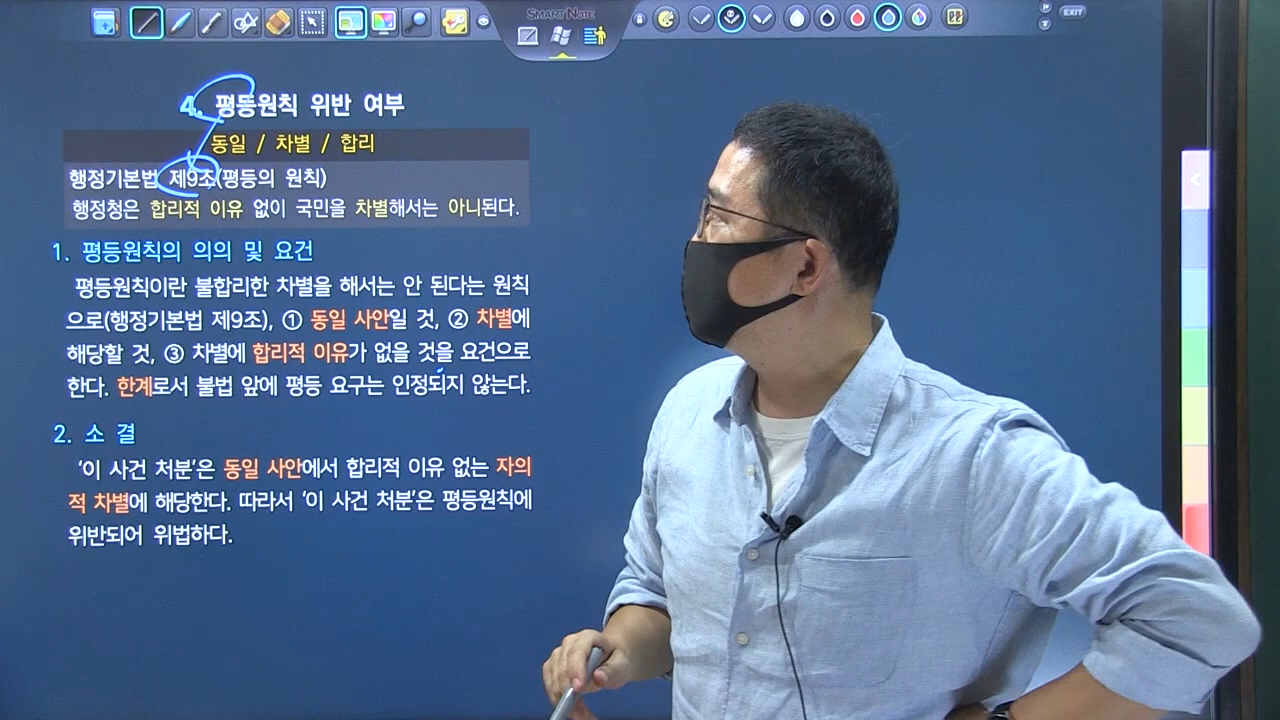 SMART NOTE
EXIT
4. 평등원칙 위반 여부
동일 / 차별 / 합리
행정기본법 제9조(평등의 원칙)
행정청은 합리적 이유 없이 국민을 차별해서는 아니된다.
1. 평등원칙의 의의 및 요건
평등원칙이란 불합리한 차별을 해서는 안 된다는 원칙
으로(행정기본법 제9조), ① 동일 사안일 것, ② 차별에
해당할 것, ③ 차별에 합리적 이유가 없을 것을 요건으로
한다. 한계로서 불법 앞에 평등 요구는 인정되지 않는다.
2. 소 결
‘이 사건 처분’은 동일 사안에서 합리적 이유 없는 자의
적 차별에 해당한다. 따라서 ‘이 사건 처분’은 평등원칙에
위반되어 위법하다.